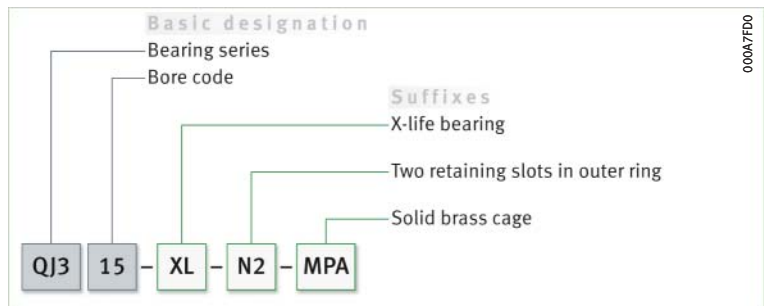 Basic designation
Bearing series
Bore code
Suffixes
X-life bearing
Two retaining slots in outer ring
Solid brass cage
QJ3 15 – XL – N2 – MPA
000A7FD0